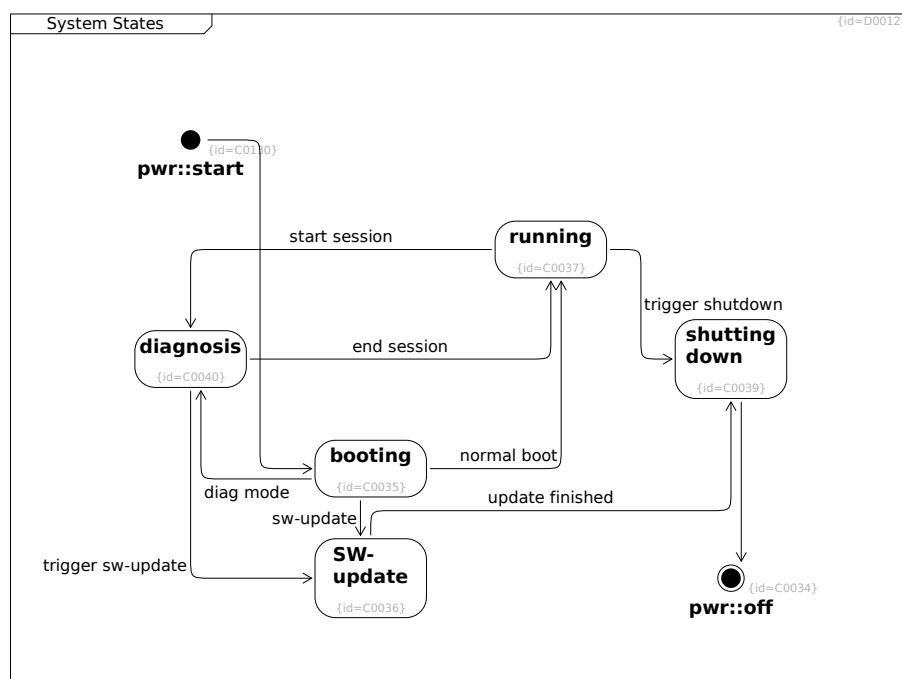 System States
{id=D0012
{id=C0130}
pwr::start
running
{id=C0037}
start session
trigger shutdown
shutting
down
{id=C0039}
diagnosis
{id=C0040}
end session
booting
{id=C0035}
normal boot
diag mode
update finished
sw-update
SW-
update
{id=C0036}
trigger sw-update
{id=C0034}
pwr::off